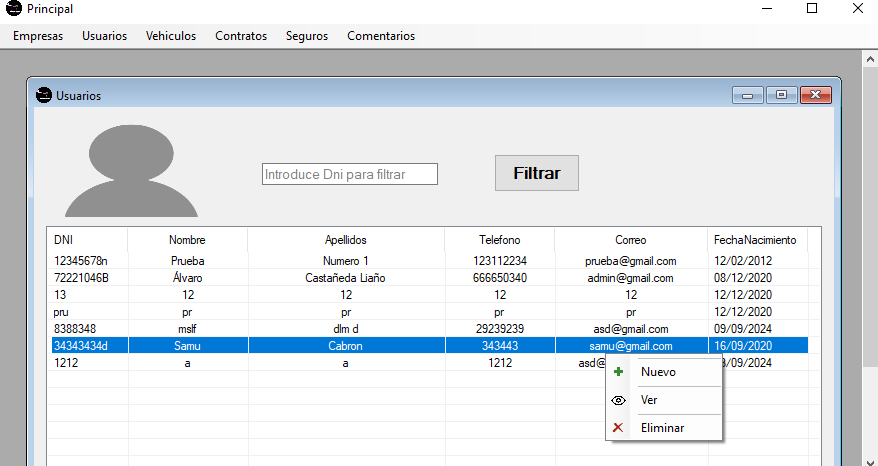 Principal
Empresas Usuarios Vehiculos Contratos Seguros Comentarios
Usuarios
Introduce Dni para filtrar Filtrar
DNI Nombre Apellidos Telefono Correo FechaNacimiento
12345678n Prueba Numero 1 123112234 prueba@gmail.com 12/02/2012
72221046B Álvaro Castañeda Liaño 666650340 admin@gmail.com 08/12/2020
13 12 12 12 12 12/12/2020
pru pr pr pr pr 12/12/2020
8388348 mslf dlm d 29239239 asd@gmail.com 09/09/2024
34343434d Samu Cabron 343443 samu@gmail.com 16/09/2020
1212 a a 1212 asd@ /09/2024
Nuevo
Ver
Eliminar